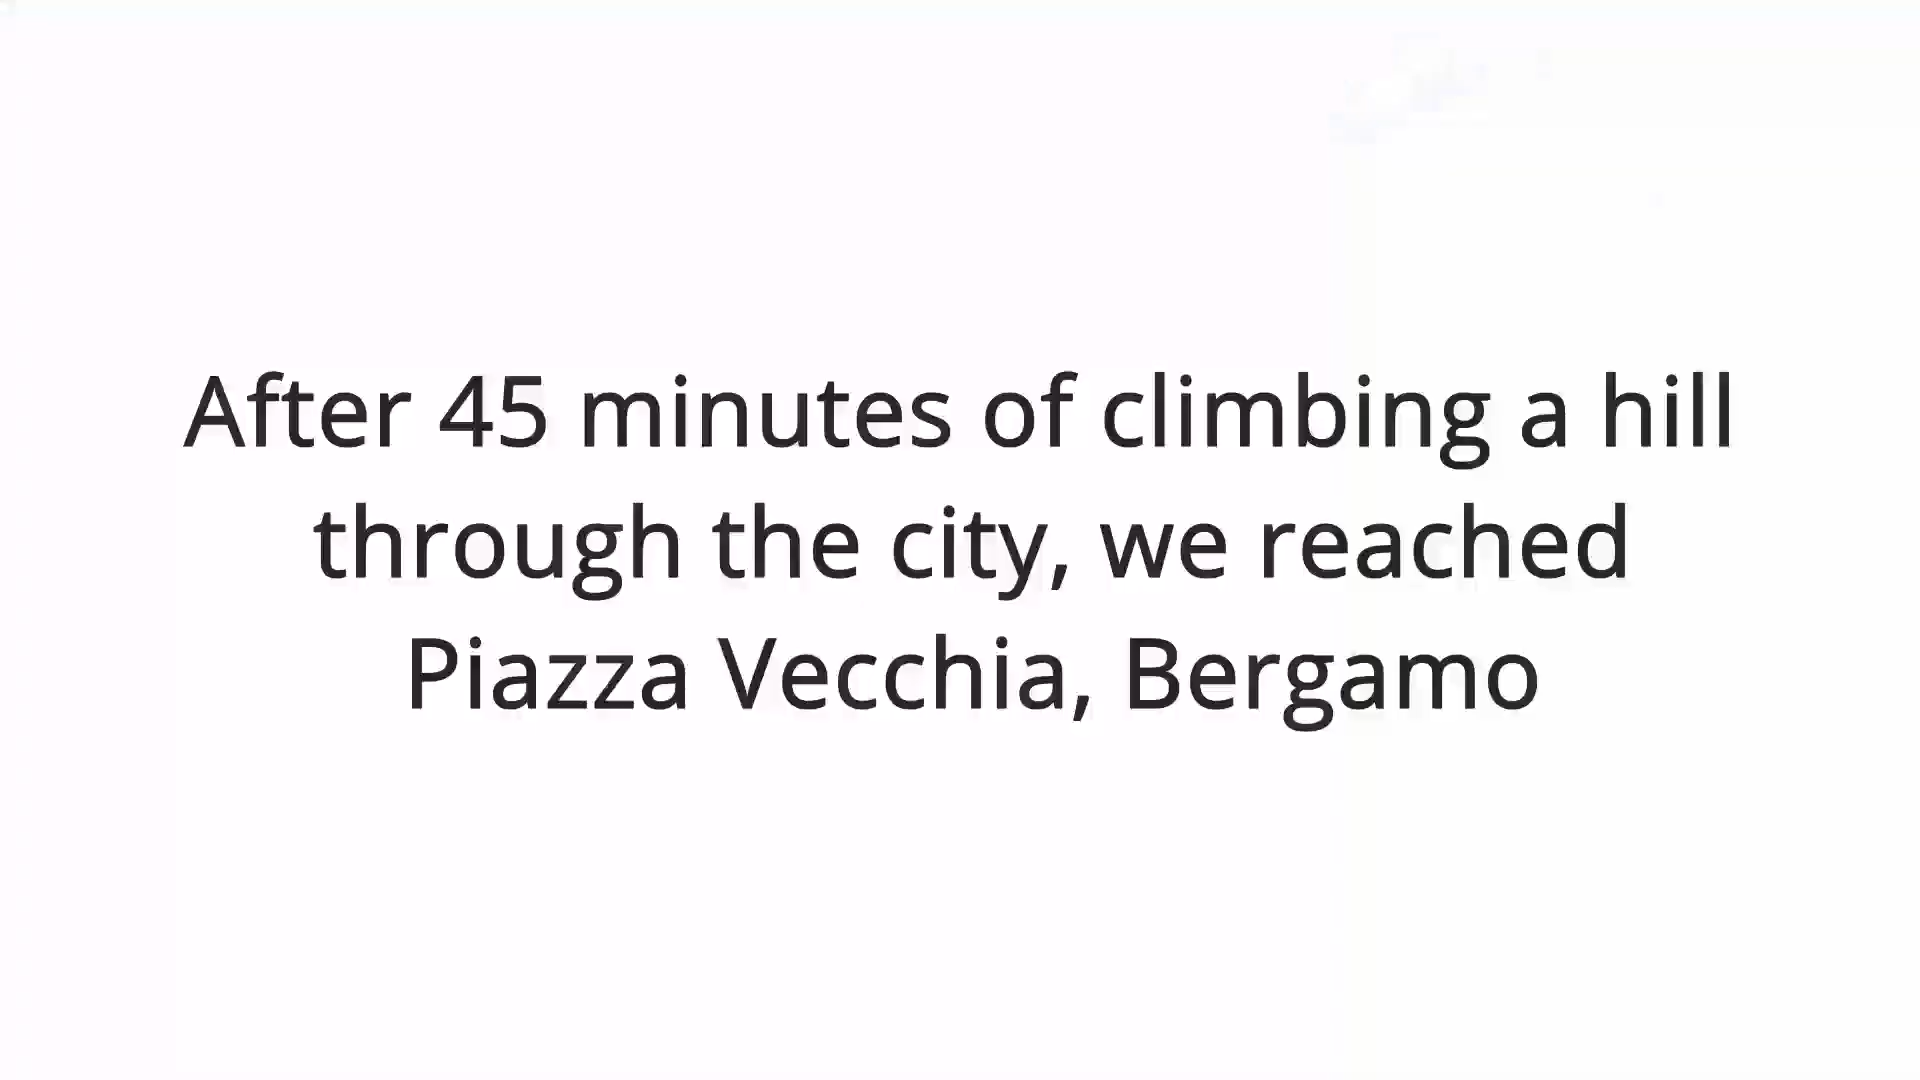 After 45 minutes of climbing a hill
through the city, we reached
Piazza Vecchia, Bergamo